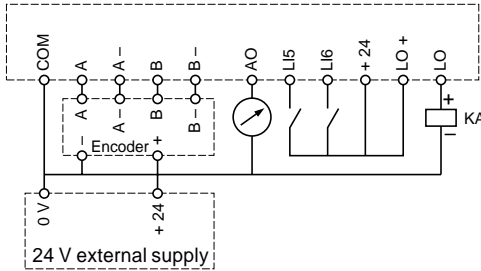 COM A A – B B – AO LI5 LI6 + 24 LO + LO
A A – B B –
+
KA
–
– Encoder +
0 V + 24
24 V external supply